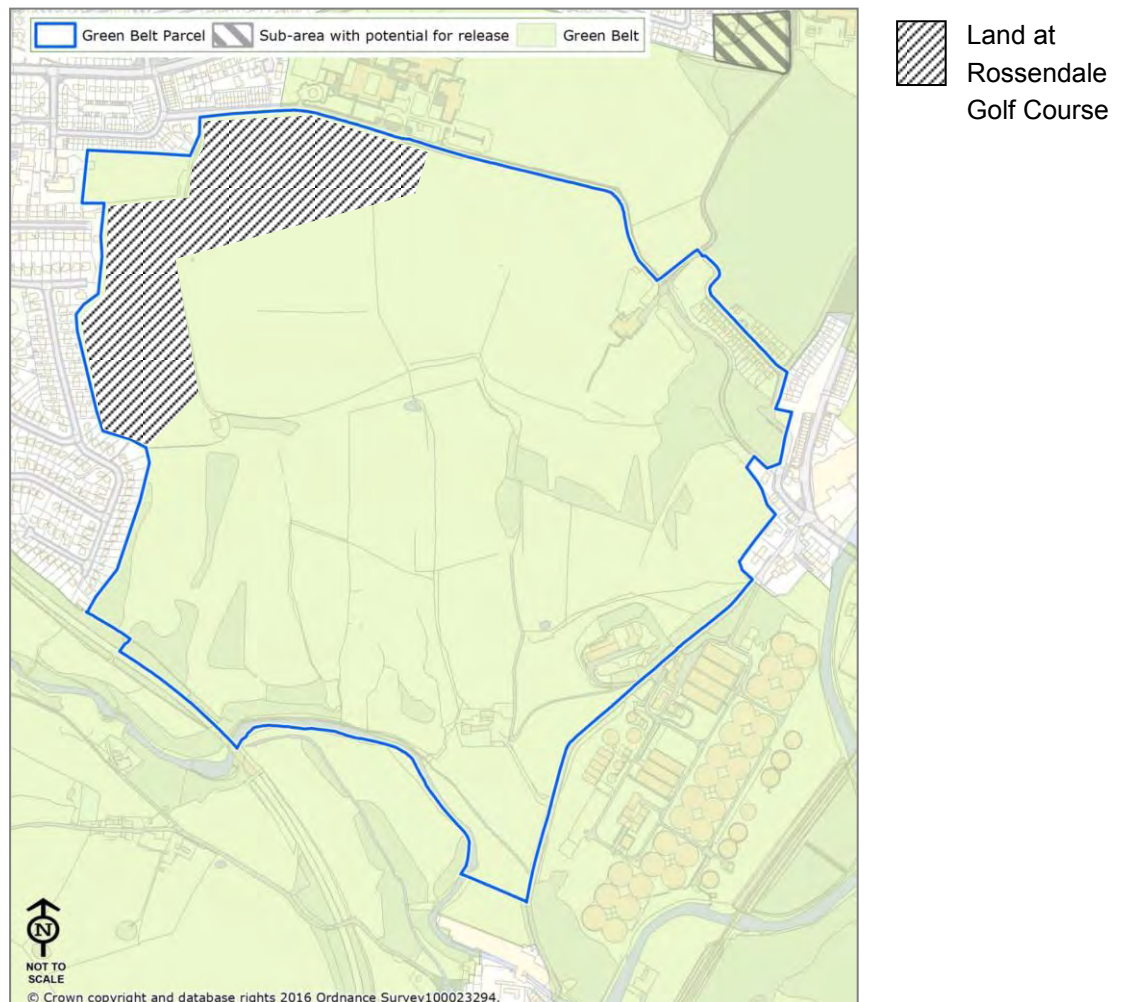 Green Belt Parcel Sub-area with potential for release Green Belt
Land at
Rossendale
Golf Course
N
NOT TO
SCALE
© Crown copyright and database rights 2016 Ordnance Survey100023294.